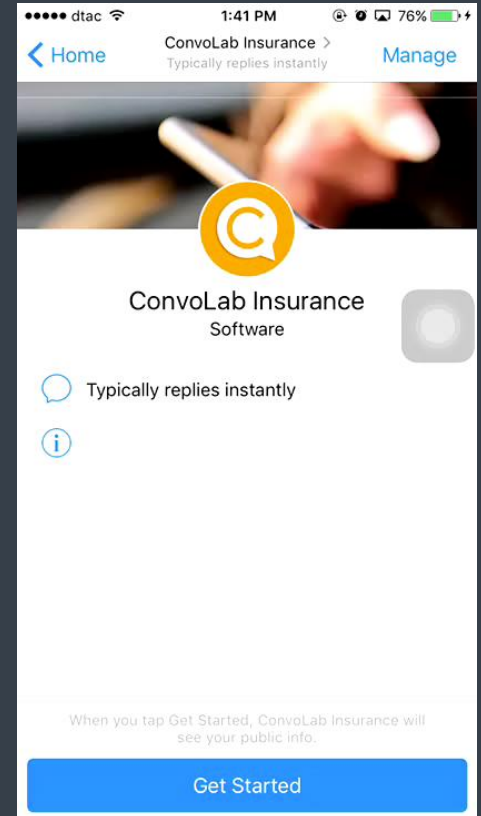 dtac 1:41 PM 76%
Home ConvoLab Insurance > Manage
Typically replies instantly
C
ConvoLab Insurance
Software
Typically replies instantly
i
When you tap Get Started, ConvoLab Insurance will
see your public info.
Get Started